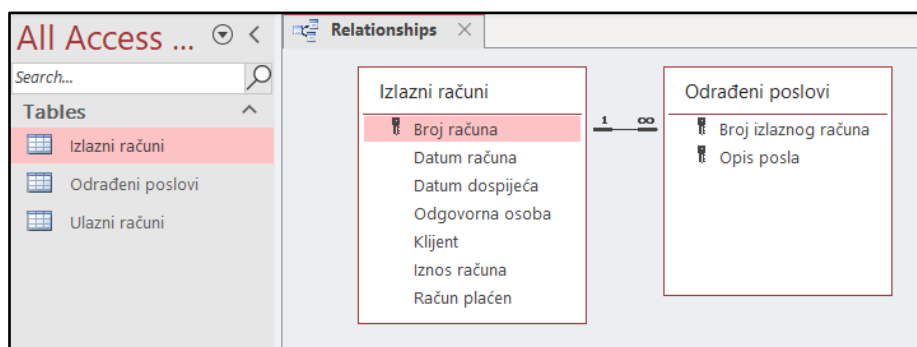 All Access ...
Search...
Tables
Izlazni računi
Odrađeni poslovi
Ulazni računi
Relationships
Izlazni računi
Broj računa
Datum računa
Datum dospijeća
Odgovorna osoba
Klijent
Iznos računa
Račun plaćen
1 ∞
Odrađeni poslovi
Broj izlaznog računa
Opis posla